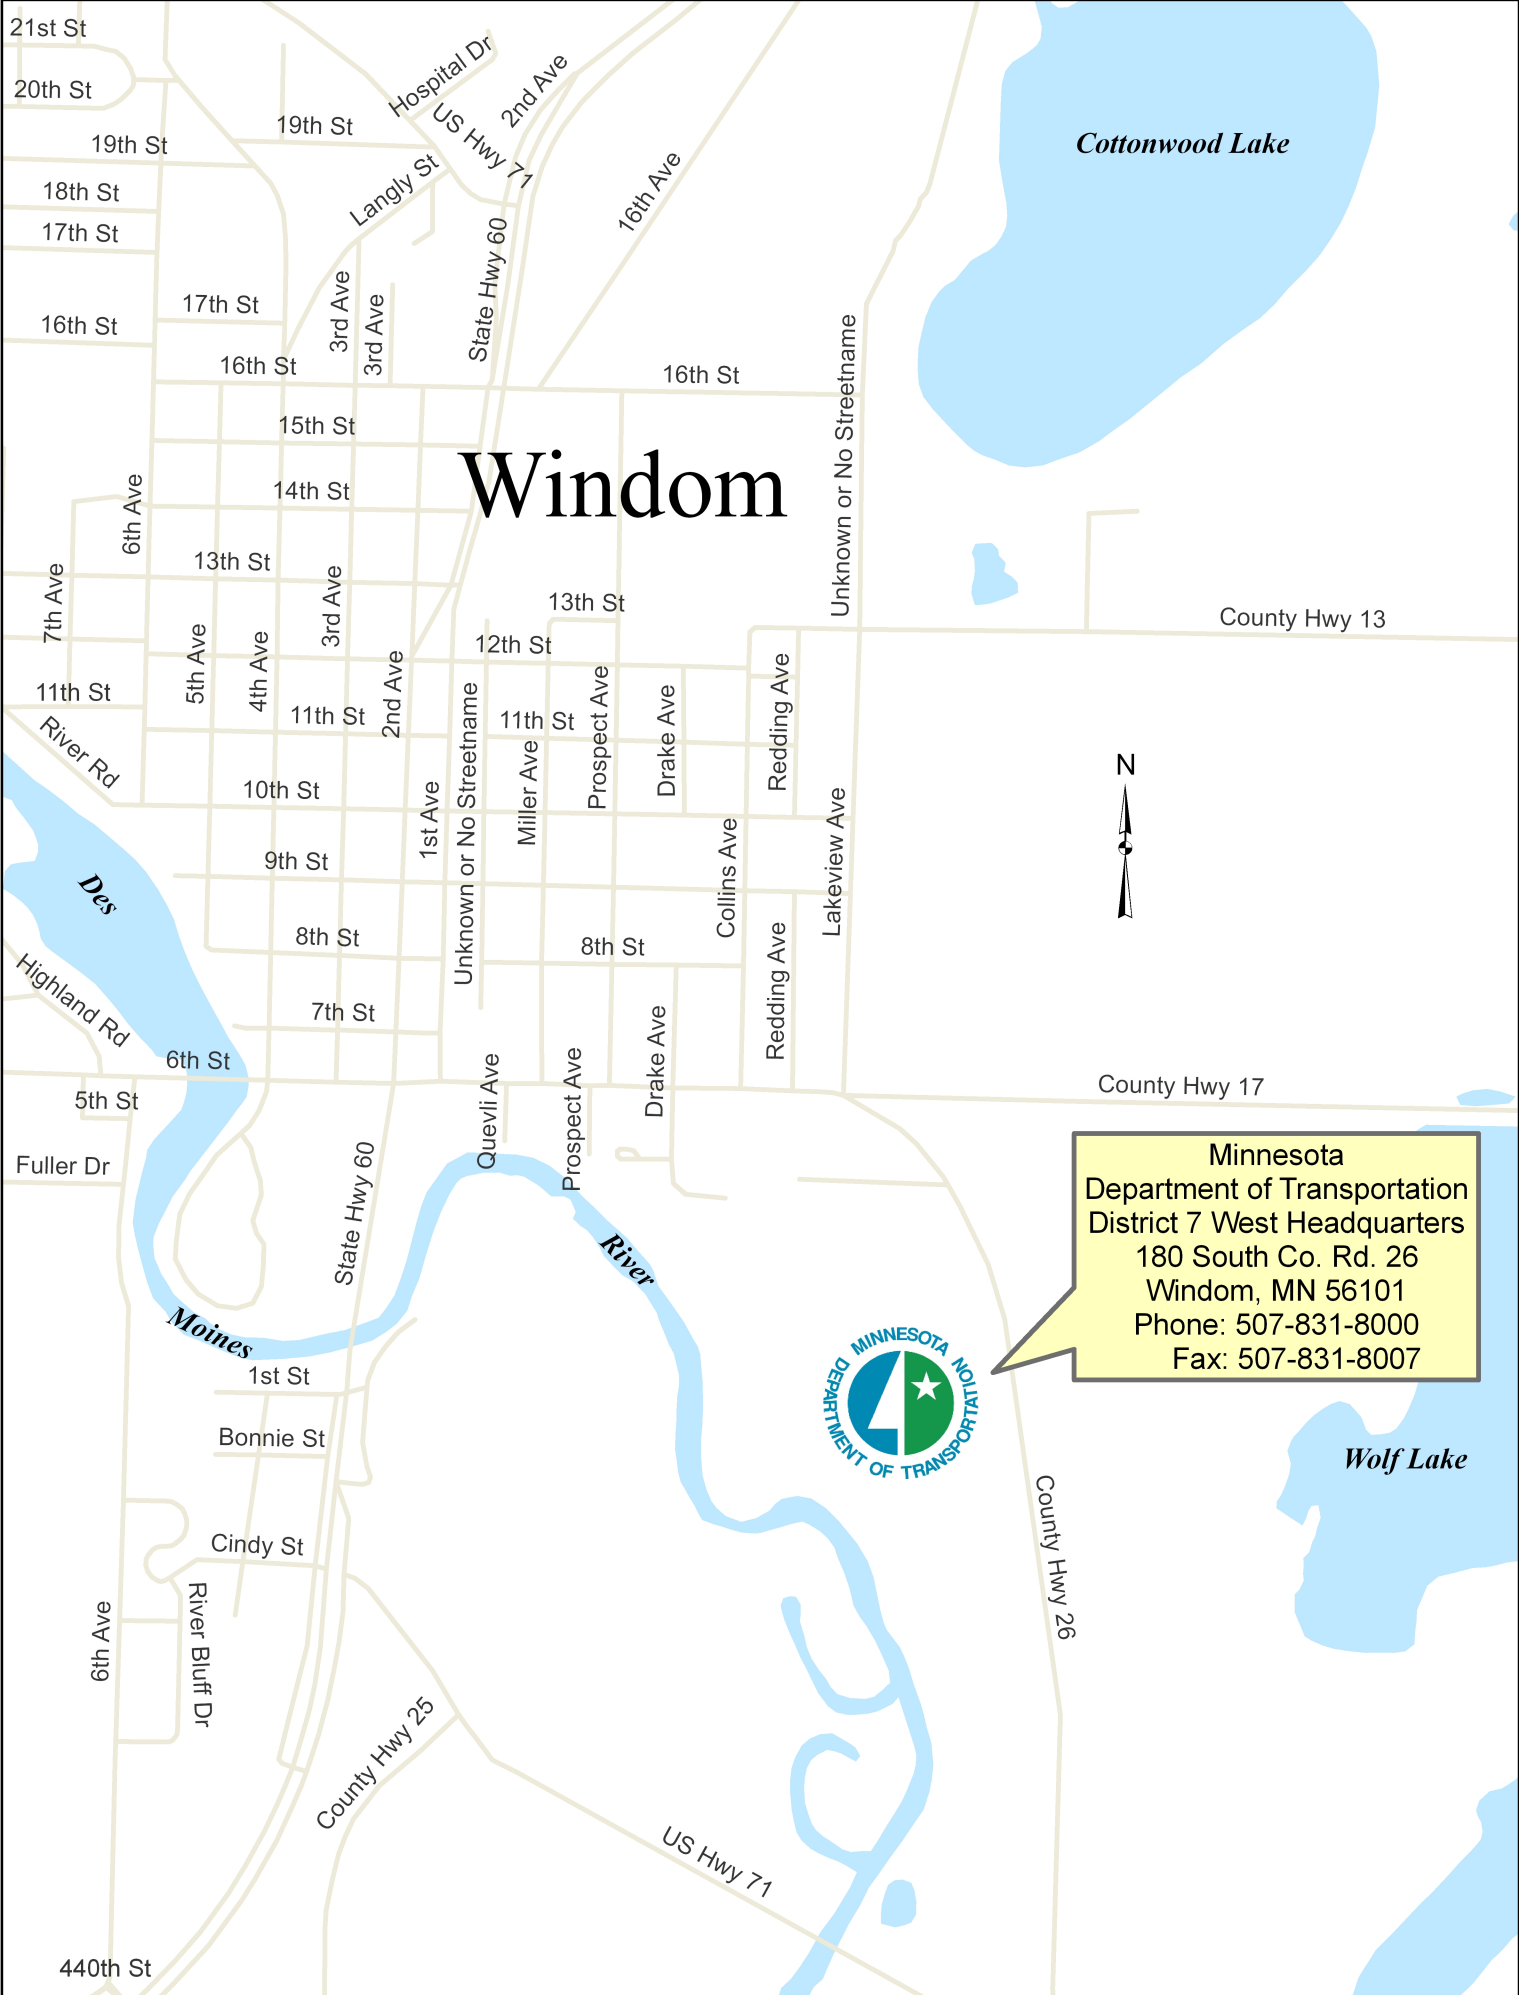 21st St
Hospital Dr
2nd Ave
20th St
US Hwy 71
19th St
19th St
Cottonwood Lake
16th Ave
Langly St
18th St
17th St
State Hwy 60
3rd Ave
3rd Ave
17th St
16th St
16th St
16th St
Unknown or No Streetname
15th St
Windom
14th St
6th Ave
13th St
7th Ave
3rd Ave
13th St
County Hwy 13
12th St
5th Ave
4th Ave
2nd Ave
11th St
11th St
11th St
Unknown or No Streetname
Miller Ave
Prospect Ave
Drake Ave
Redding Ave
River Rd
N
10th St
1st Ave
Lakeview Ave
Collins Ave
9th St
Des
8th St
8th St
Highland Rd
Redding Ave
7th St
6th St
Quevli Ave
Prospect Ave
Drake Ave
County Hwy 17
5th St
Fuller Dr
State Hwy 60
Minnesota
Department of Transportation
District 7 West Headquarters
180 South Co. Rd. 26
Windom, MN 56101
Phone: 507-831-8000
Fax: 507-831-8007
River
Moines
MINNESOTA
DEPARTMENT OF TRANSPORTATION
1st St
Bonnie St
Wolf Lake
County Hwy 26
Cindy St
River Bluff Dr
6th Ave
County Hwy 25
US Hwy 71
440th St